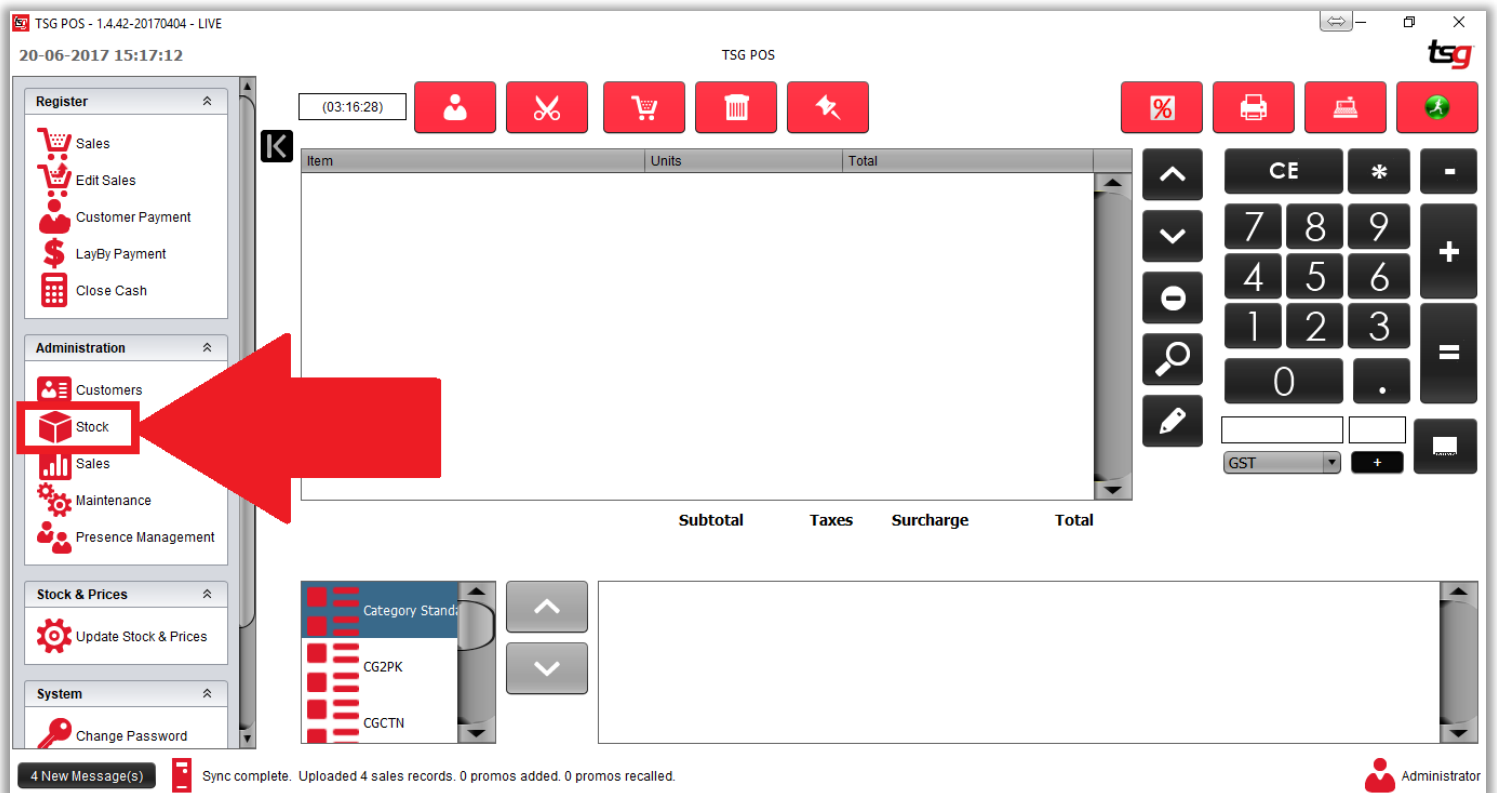 TSG POS - 1.4.42-20170404 - LIVE
20-06-2017 15:17:12
TSG POS
tsg
Register
Sales
Edit Sales
Customer Payment
LayBy Payment
Close Cash
Administration
Customers
Stock
Sales
Maintenance
Presence Management
Stock & Prices
Update Stock & Prices
System
Change Password
(03:16:28)
%
Item Units Total
CE * -
7 8 9 +
4 5 6
1 2 3 =
0 .
GST +
Subtotal Taxes Surcharge Total
Category Standa
CG2PK
CGCTN
4 New Message(s) Sync complete. Uploaded 4 sales records. 0 promos added. 0 promos recalled. Administrator